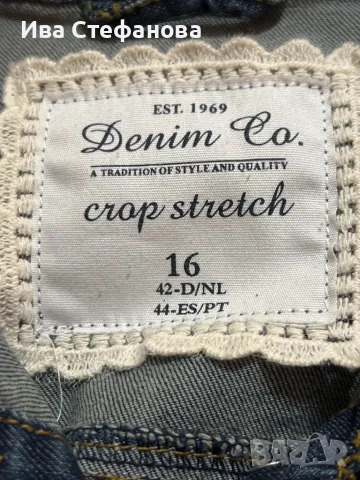 Ива Стефанова
EST. 1969
Denim Co.
A TRADITION OF STYLE AND QUALITY
crop stretch
16
42-D/NL
44-ES/PT
BAZAR